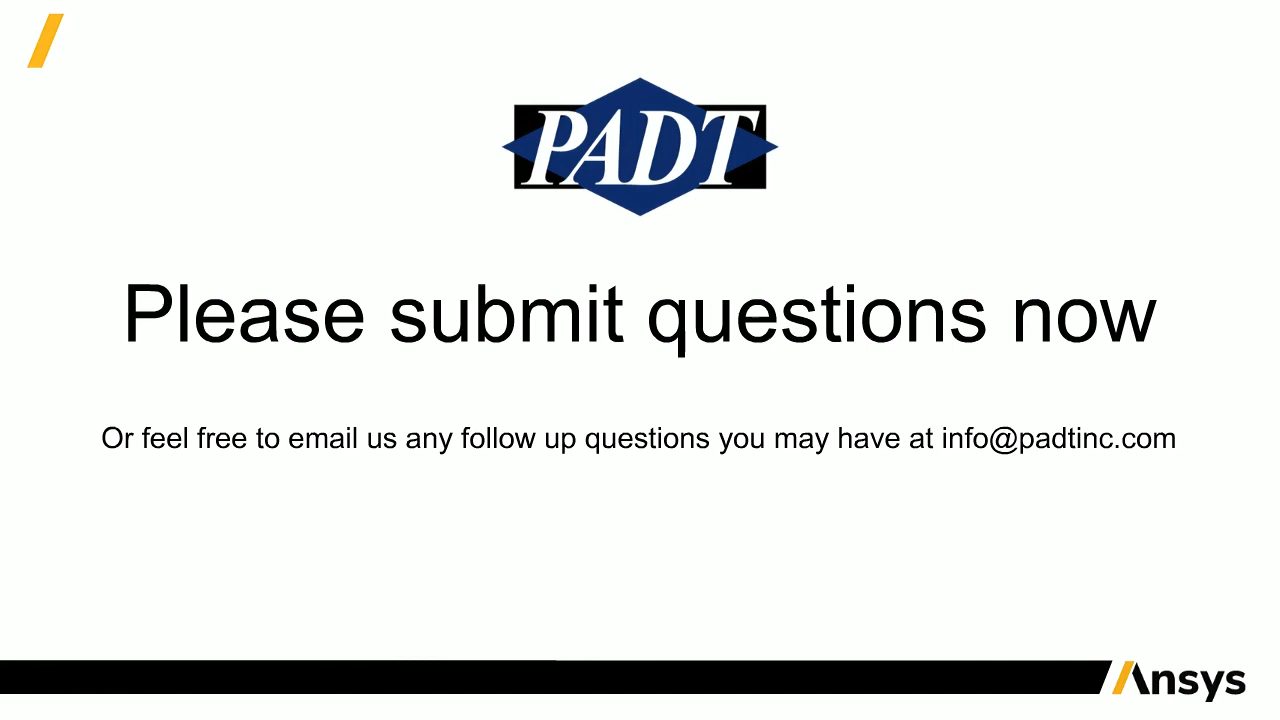 PADT
Please submit questions now
Or feel free to email us any follow up questions you may have at info@padtinc.com
Ansys